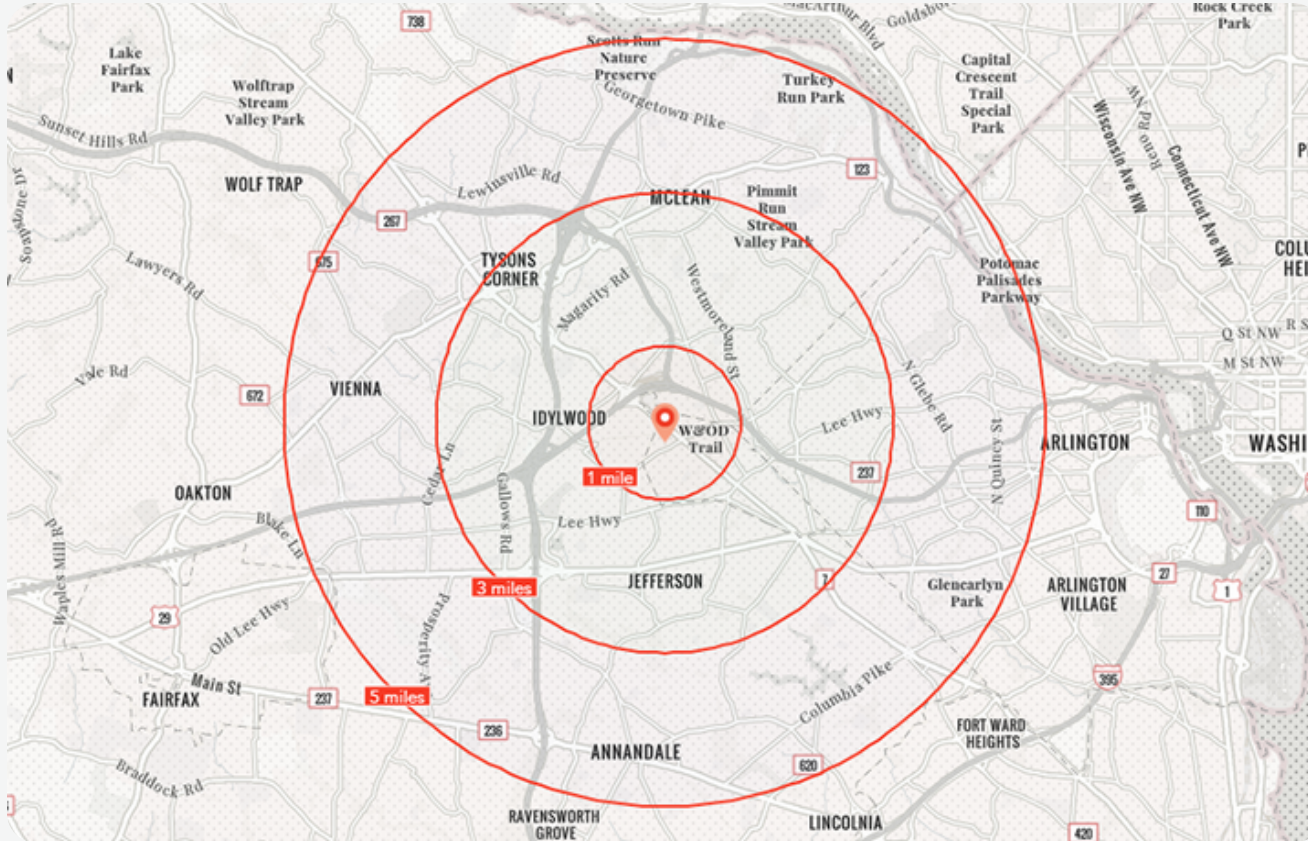 738
MacArthur Blvd
Rock Creek
Park
Lake
Fairfax
Park
Scotts Run
Nature
Preserve
Capital
Crescent
Trail
Special
Park
Wolftrap
Stream
Valley Park
Turkey
Run Park
Georgetown Pike
Sunset Hills Rd
Wisconsin Ave NW
Reno Rd NW
Connecticut Ave NW
WOLF TRAP
Lewinsville Rd
MCLEAN
123
Pimmit
Run
Stream
Valley Park
Soapstone Dr
267
675
TYSONS
CORNER
Lawyers Rd
Magarity Rd
Westmoreland St
Potomac
Palisades
Parkway
COLU
HEI
Q St NW
R S
M St NW
Vale Rd
672
VIENNA
IDYLWOOD
W&OD
Trail
Lee Hwy
N Glebe Rd
N Quincy St
ARLINGTON
WASHI
1 mile
237
Cedar Ln
Gallows Rd
OAKTON
Blake Ln
Lee Hwy
110
Waples Mill Rd
3 miles
JEFFERSON
7
Glencarlyn
Park
ARLINGTON
VILLAGE
27
1
29
Old Lee Hwy
Prosperity A
Main St
FAIRFAX
237
5 miles
Columbia Pike
395
236
ANNANDALE
FORT WARD
HEIGHTS
620
Braddock Rd
RAVENSWORTH
GROVE
LINCOLNIA
420